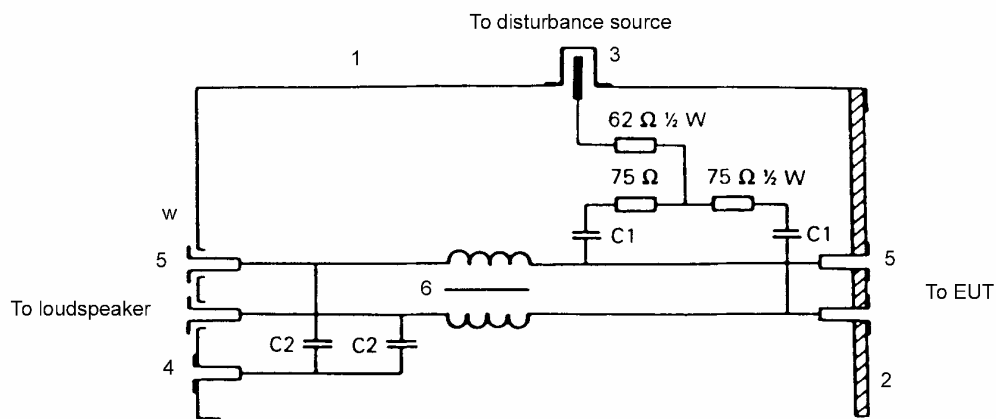 To disturbance source
1
3
62 Ω ½ W
75 Ω
75 Ω ½ W
w
C1
C1
5
5
6
To loudspeaker
To EUT
C2
C2
4
2